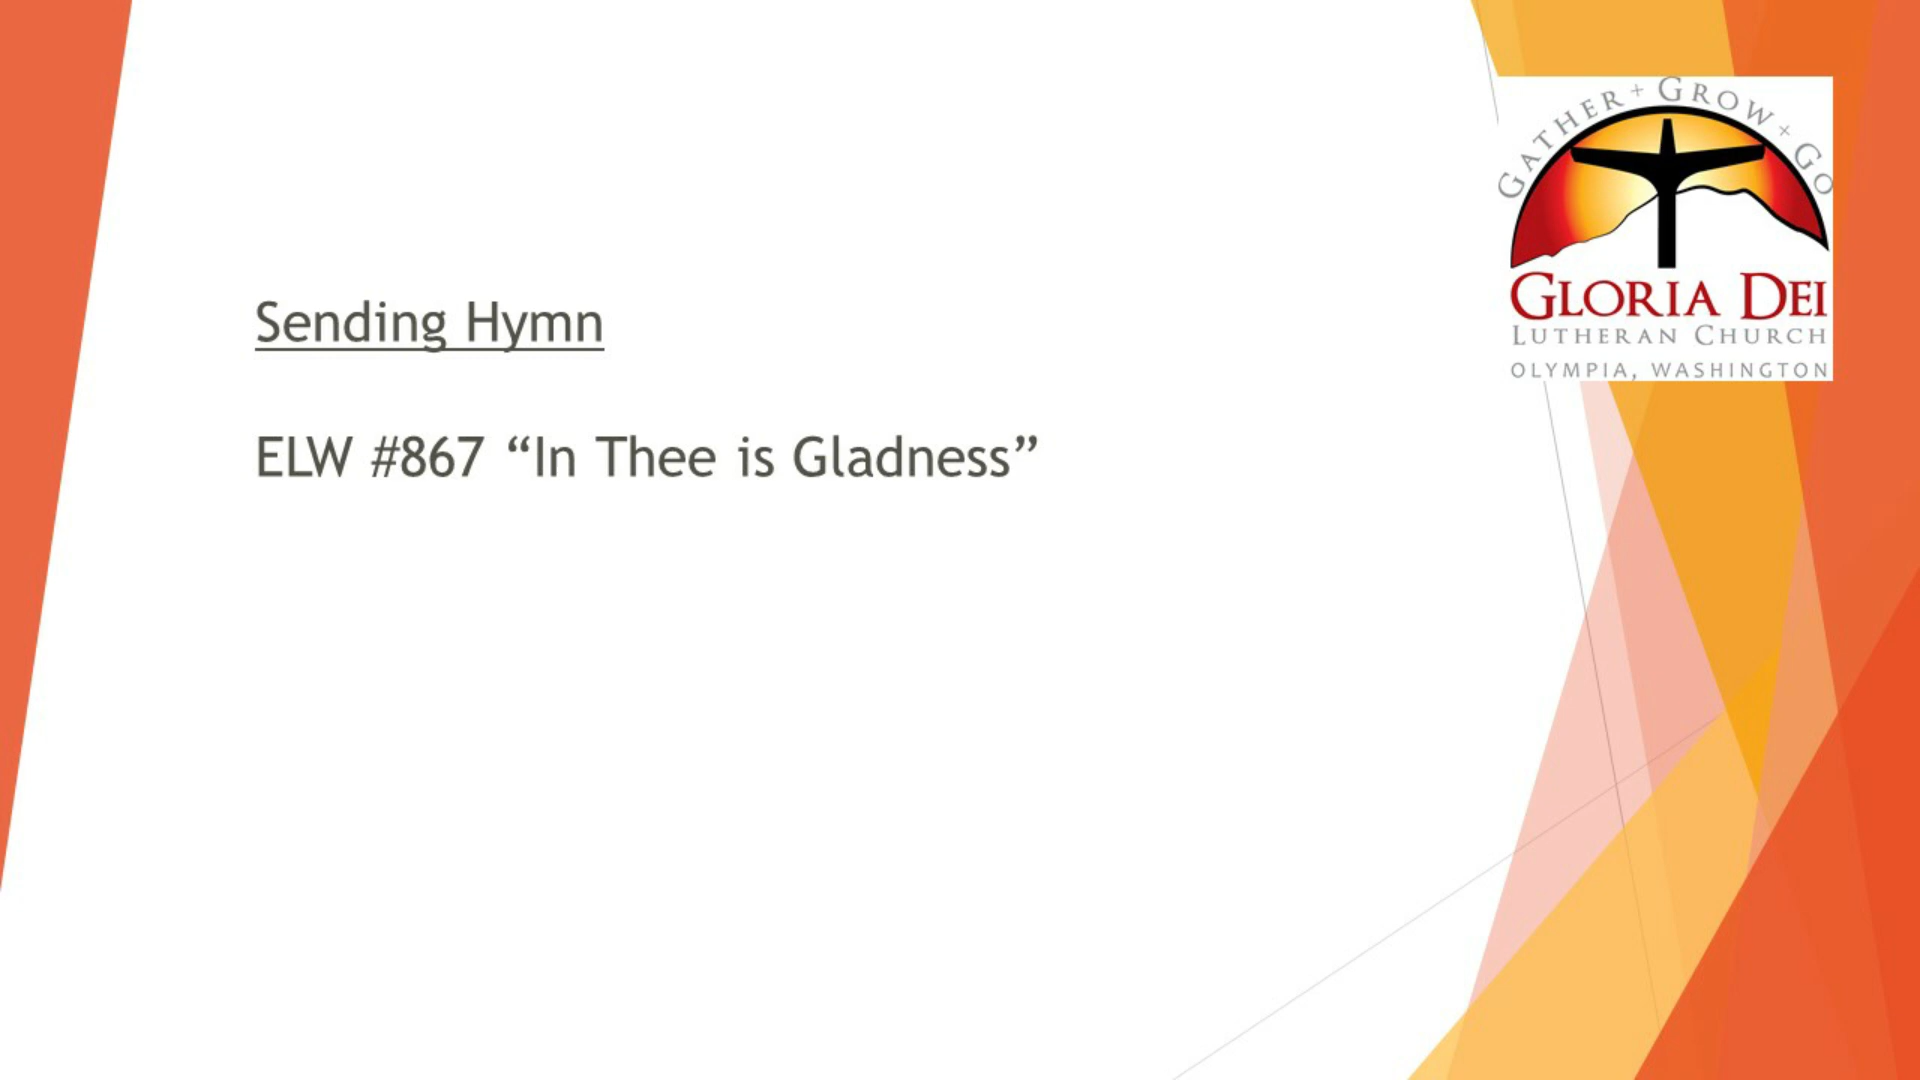 Sending Hymn
ELW #867 “In Thee is Gladness”
GATHER + GROW + GO
GLORIA DEI
LUTHERAN CHURCH
OLYMPIA, WASHINGTON